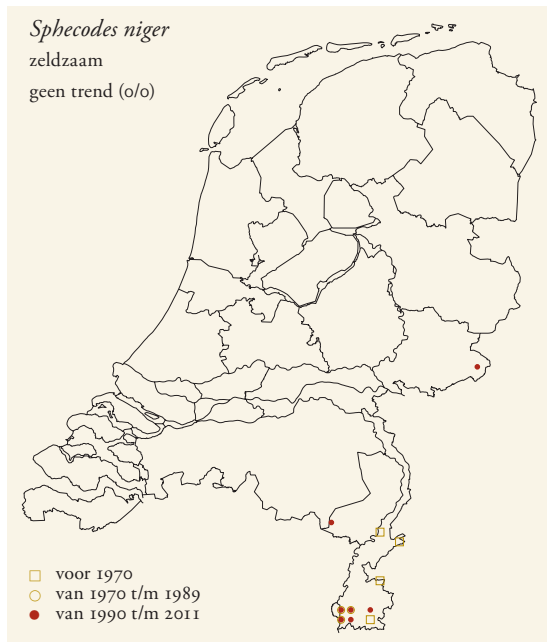 Sphecodes niger
zeldzaam
geen trend (0/0)
voor 1970
van 1970 t/m 1989
van 1990 t/m 2011